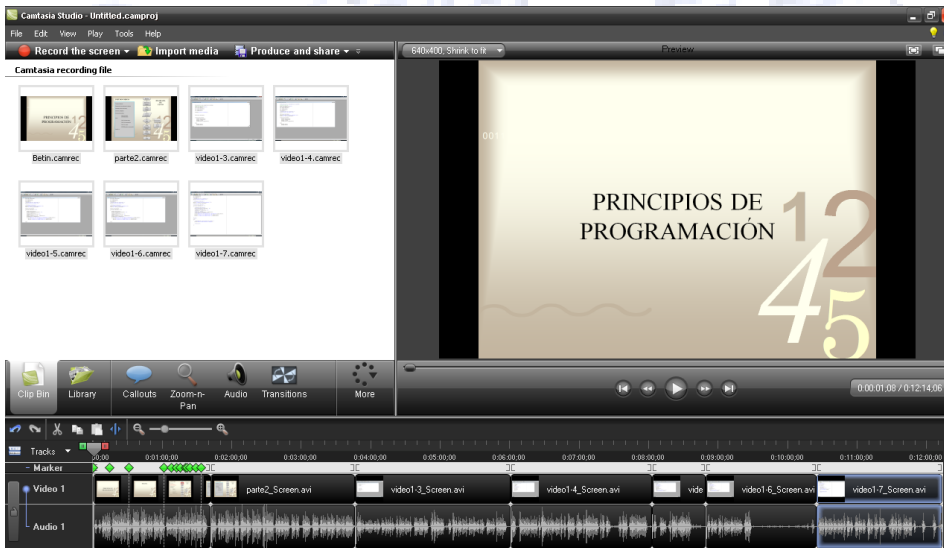 Camtasia Studio - Untitled.camproj
File Edit View Play Tools Help
Record the screen Import media Produce and share
640x400, Shrink to fit Preview
Camtasia recording file
Betin.camrec parte2.camrec video1-3.camrec video1-4.camrec
video1-5.camrec video1-6.camrec video1-7.camrec
PRINCIPIOS DE
PROGRAMACIÓN
12
45
Clip Bin Library Callouts Zoom-n-Pan Audio Transitions More
0:00:01;08 / 0:12:14;06
Tracks 0:01:00;00 0:02:00;00 0:03:00;00 0:04:00;00 0:05:00;00 0:06:00;00 0:07:00;00 0:08:00;00 0:09:00;00 0:10:00;00 0:11:00;00 0:12:00;0
Marker
Video 1 parte2_Screen.avi video1-3_Screen.avi video1-4_Screen.avi vide video1-6_Screen.avi video1-7_Screen.avi
Audio 1